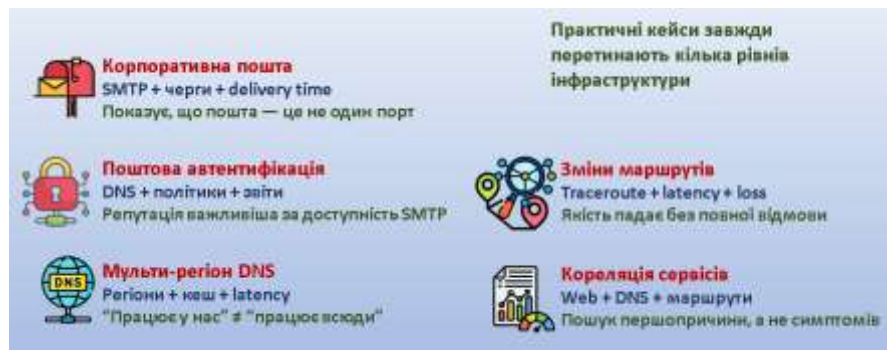 Практичні кейси завжди
перетинають кілька рівнів
інфраструктури
Корпоративна пошта
SMTP + черги + delivery time
Показує, що пошта — це не один порт
Поштова автентифікація
DNS + політики + звіти
Репутація важливіша за доступність SMTP
Зміни маршрутів
Traceroute + latency + loss
Якість падає без повної відмови
DNS
Мульти-регіон DNS
Регіони + кеш + latency
"Працює у нас" ≠ "працює всюди"
Кореляція сервісів
Web + DNS + маршрути
Пошук першопричини, а не симптомів